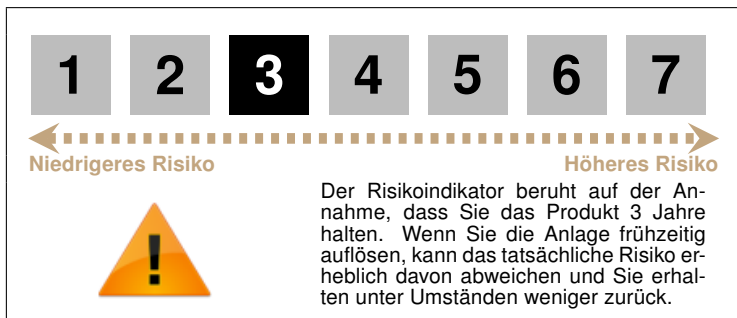 1 2 3 4 5 6 7
Niedrigeres Risiko Höheres Risiko
Der Risikoindikator beruht auf der An-
nahme, dass Sie das Produkt 3 Jahre
halten. Wenn Sie die Anlage frühzeitig
auflösen, kann das tatsächliche Risiko er-
heblich davon abweichen und Sie erhal-
ten unter Umständen weniger zurück.
!